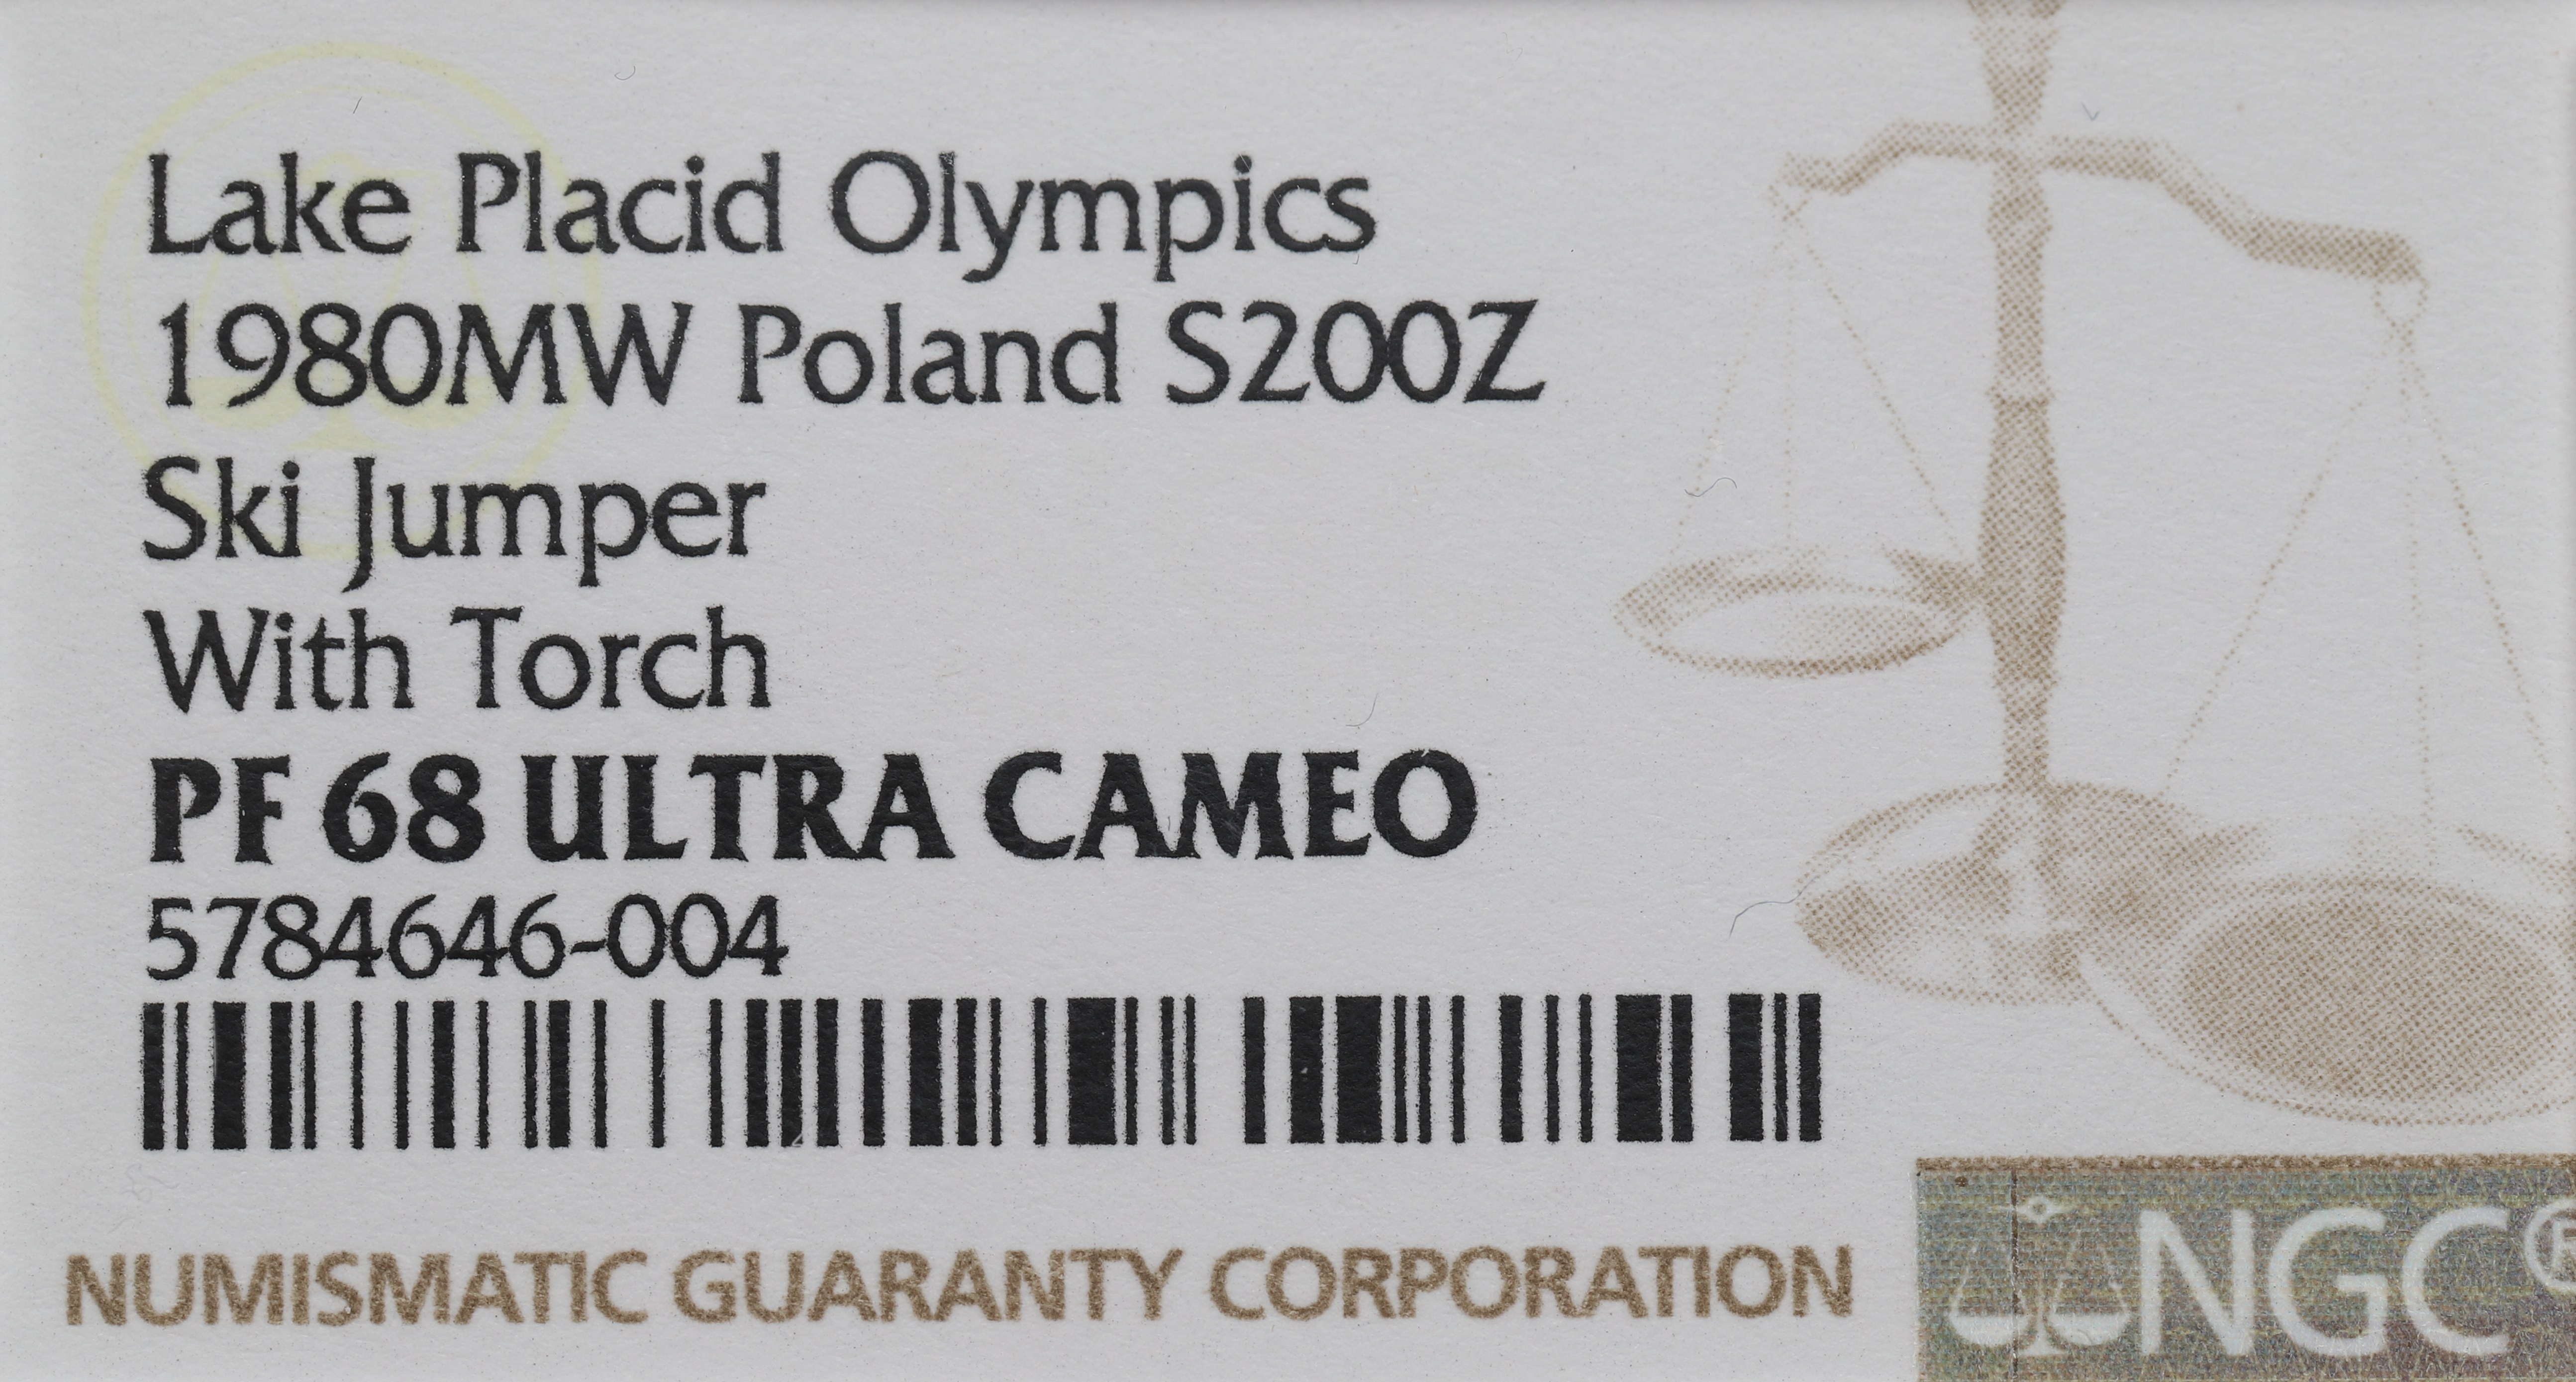 Lake Placid Olympics
1980MW Poland S200Z
Ski Jumper
With Torch
PF 68 ULTRA CAMEO
5784646-004
NUMISMATIC GUARANTY CORPORATION
NGC®